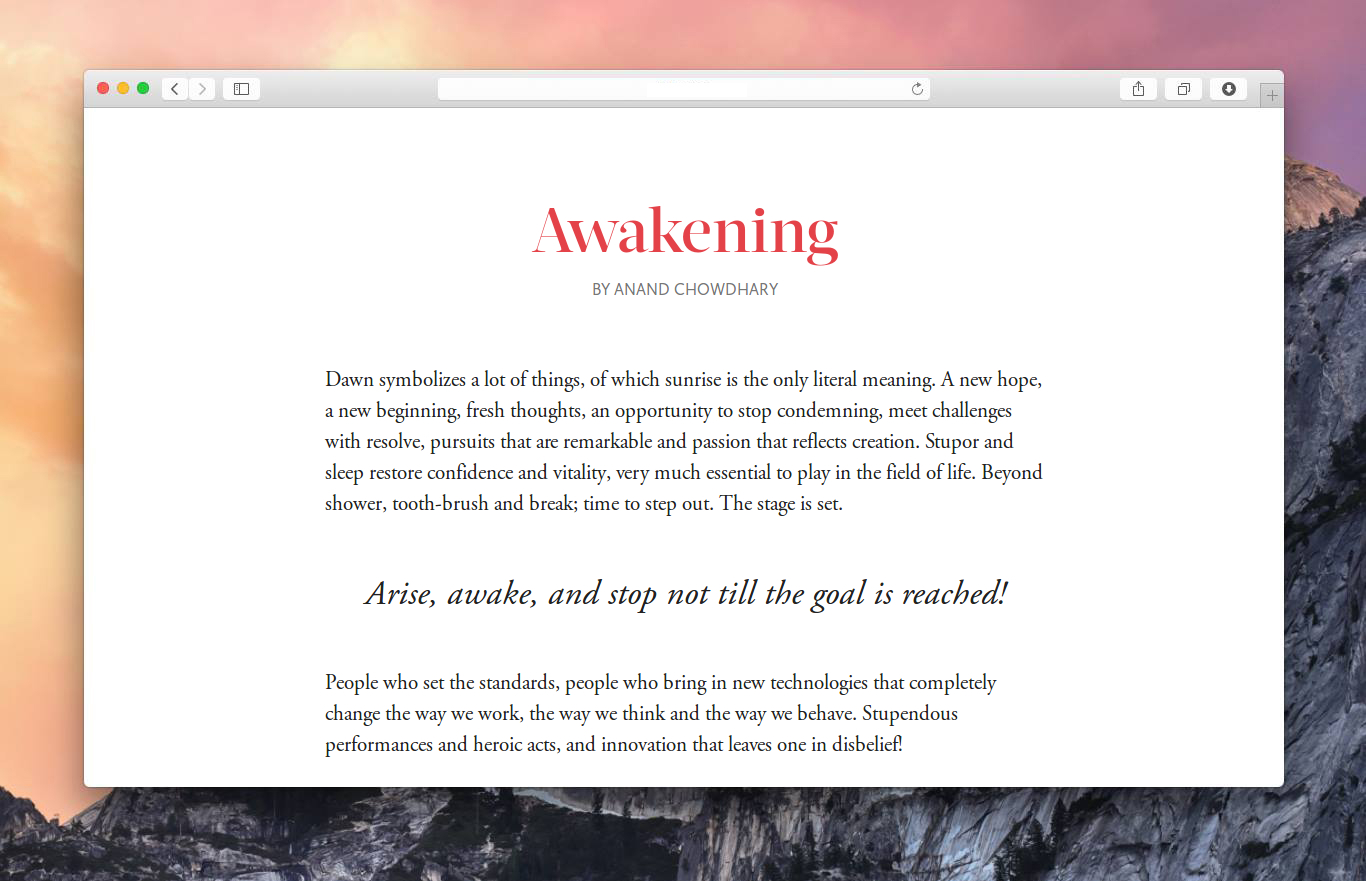 Awakening
BY ANAND CHOWDHARY
Dawn symbolizes a lot of things, of which sunrise is the only literal meaning. A new hope,
a new beginning, fresh thoughts, an opportunity to stop condemning, meet challenges
with resolve, pursuits that are remarkable and passion that reflects creation. Stupor and
sleep restore confidence and vitality, very much essential to play in the field of life. Beyond
shower, tooth-brush and break; time to step out. The stage is set.
Arise, awake, and stop not till the goal is reached!
People who set the standards, people who bring in new technologies that completely
change the way we work, the way we think and the way we behave. Stupendous
performances and heroic acts, and innovation that leaves one in disbelief!